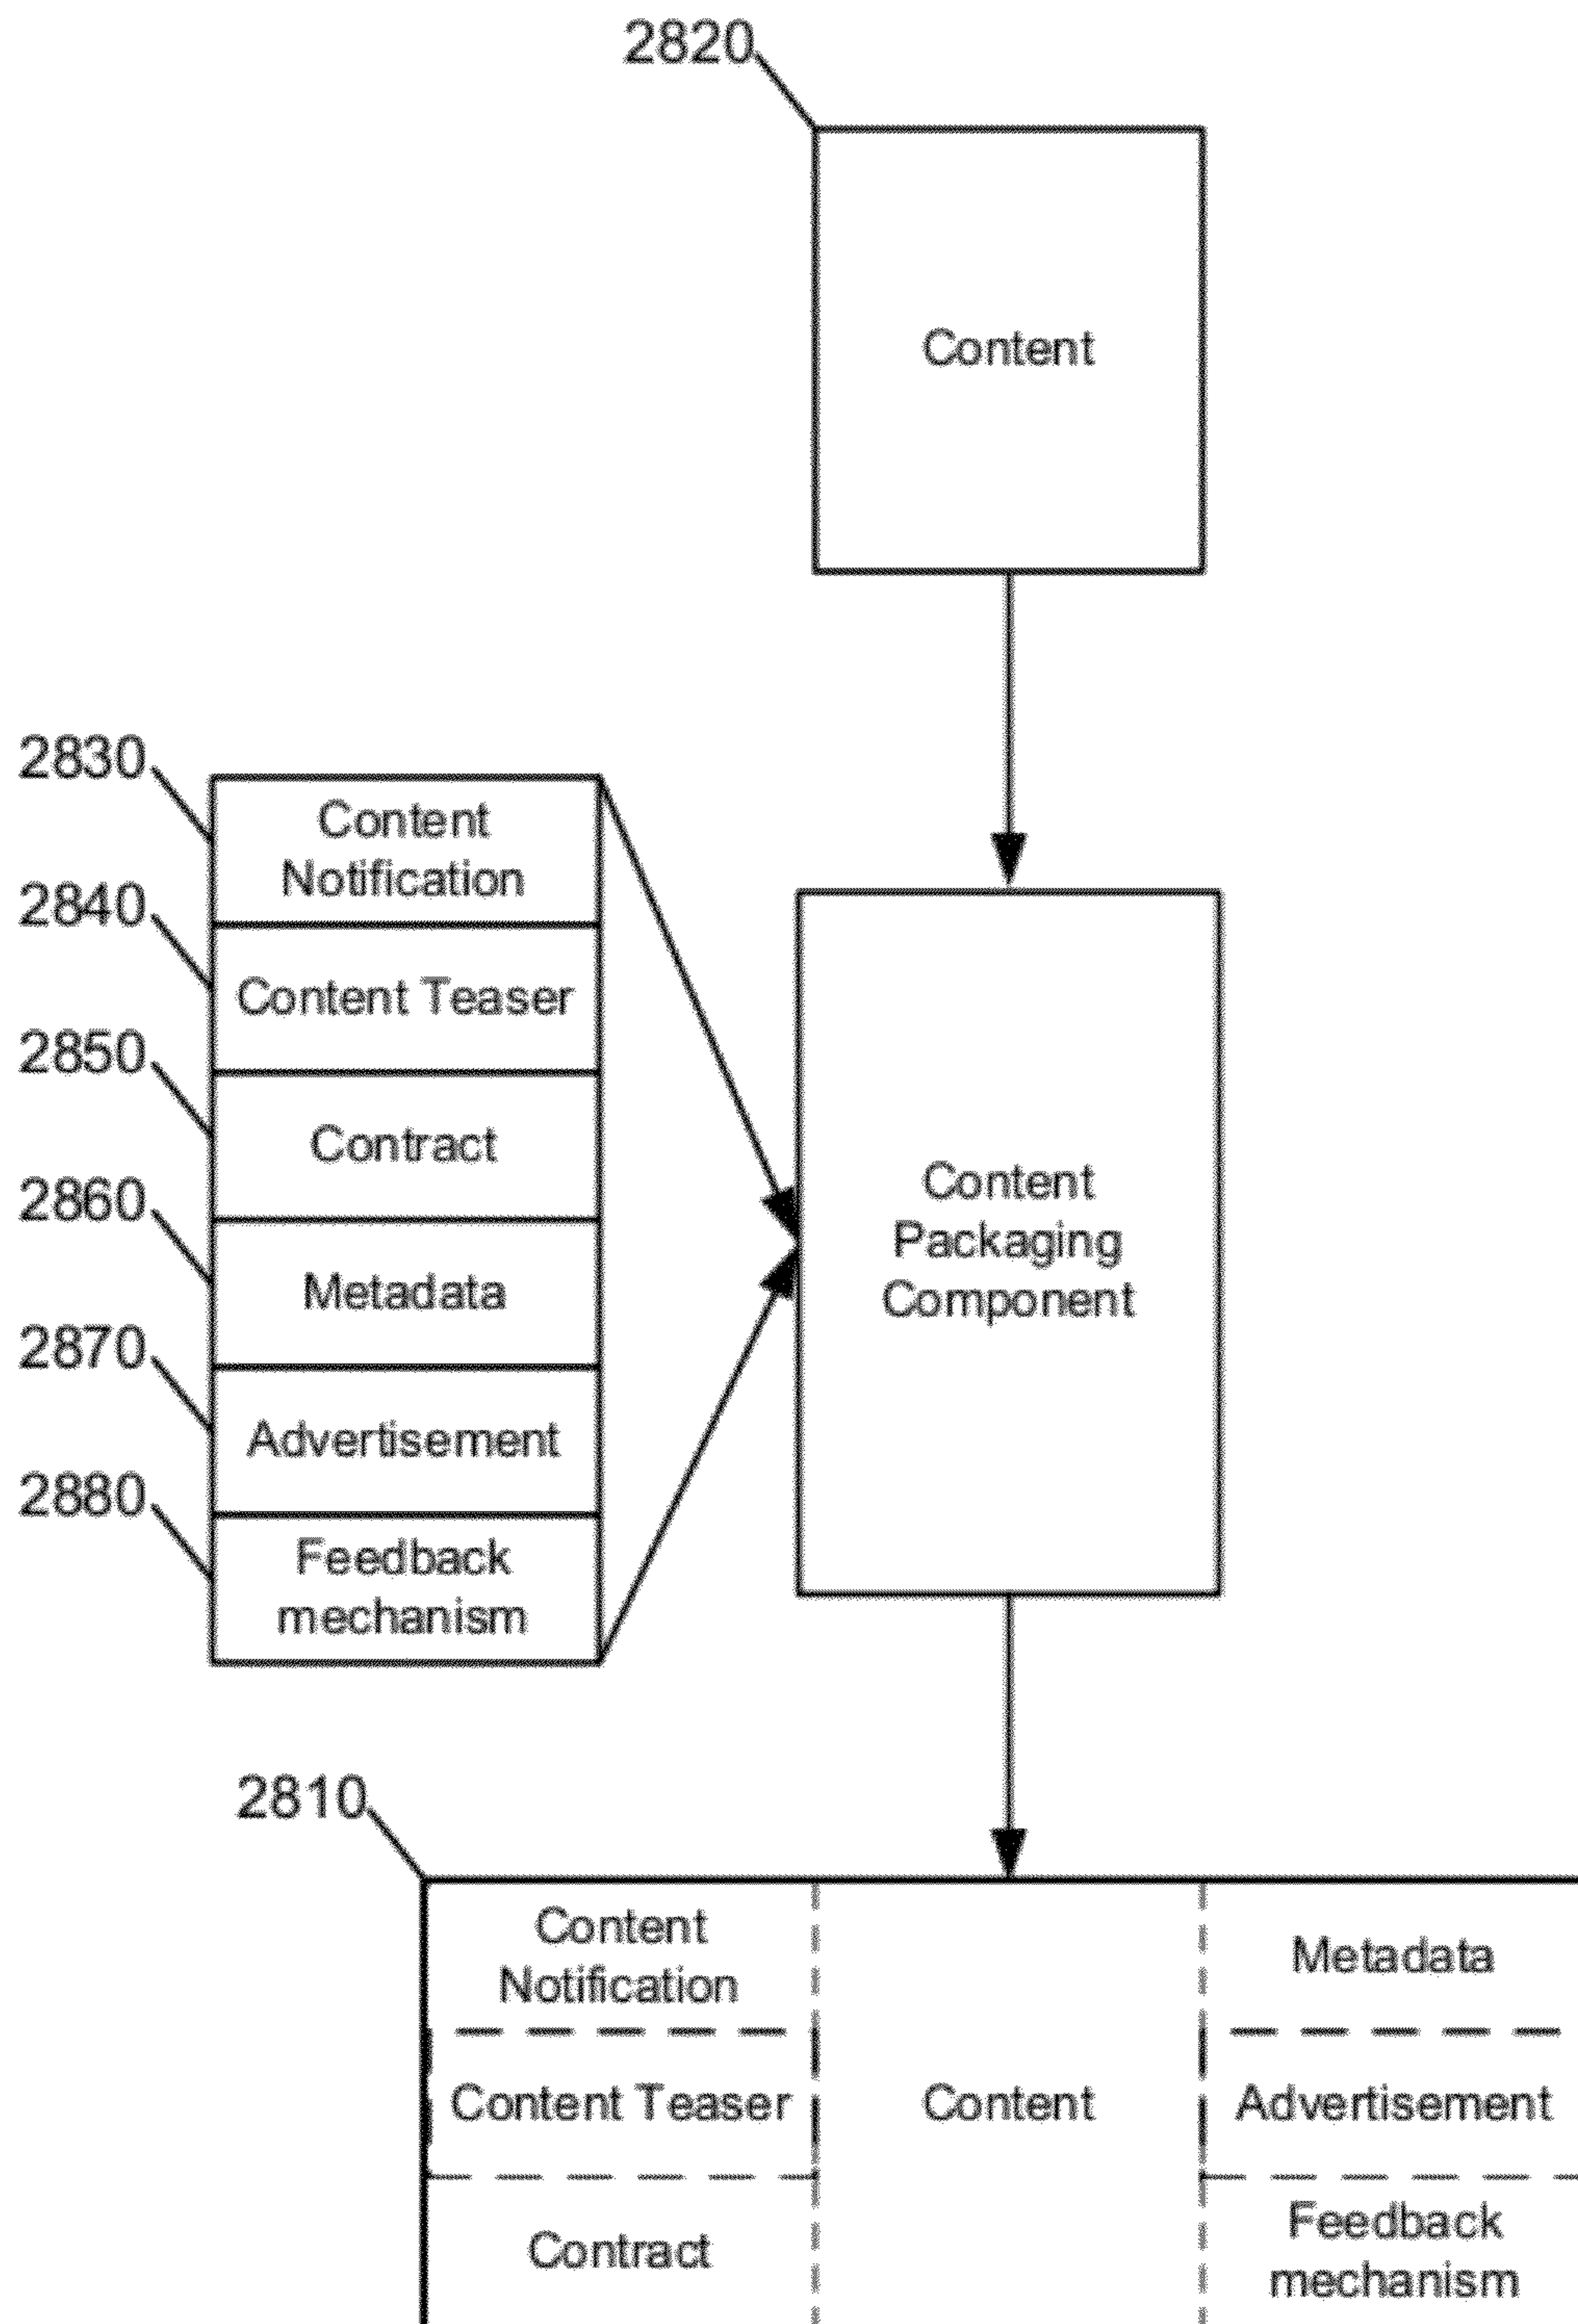 2820
Content
2830
Content
Notification
2840
Content Teaser
2850
Contract
2860
Metadata
2870
Advertisement
2880
Feedback
mechanism
Content
Packaging
Component
2810
Content
Notification
Content Teaser
Contract
Content
Metadata
Advertisement
Feedback
mechanism